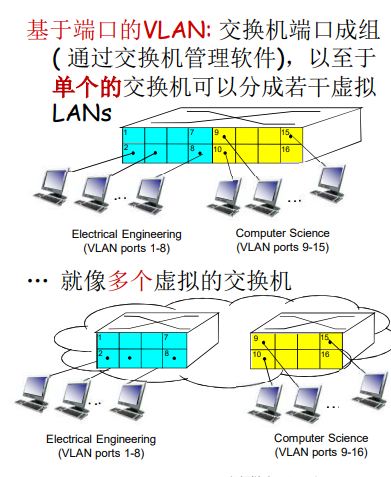 基于端口的VLAN: 交换机端口成组
( 通过交换机管理软件)，以至于
单个的交换机可以分成若干虚拟
LANs
1 7 9 15
2 8 10 16
...
...
Electrical Engineering
(VLAN ports 1-8)
Computer Science
(VLAN ports 9-15)
... 就像多个虚拟的交换机
1 7 9 15
2 8 10 16
...
...
Electrical Engineering
(VLAN ports 1-8)
Computer Science
(VLAN ports 9-16)